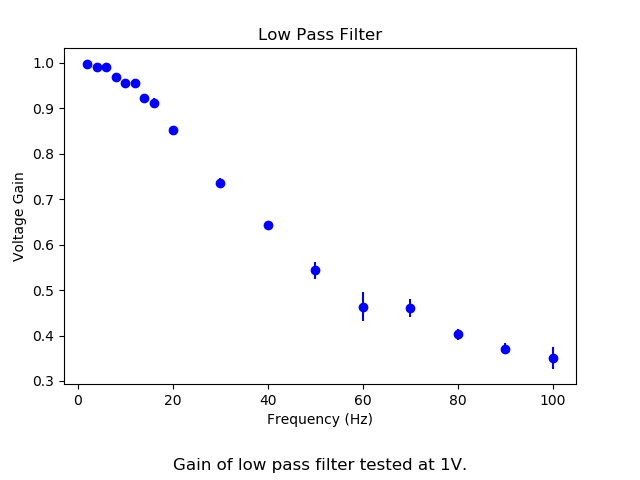 Low Pass Filter
1.0
0.9
0.8
0.7
0.6
0.5
0.4
0.3
Voltage Gain
0 20 40 60 80 100
Frequency (Hz)
Gain of low pass filter tested at 1V.